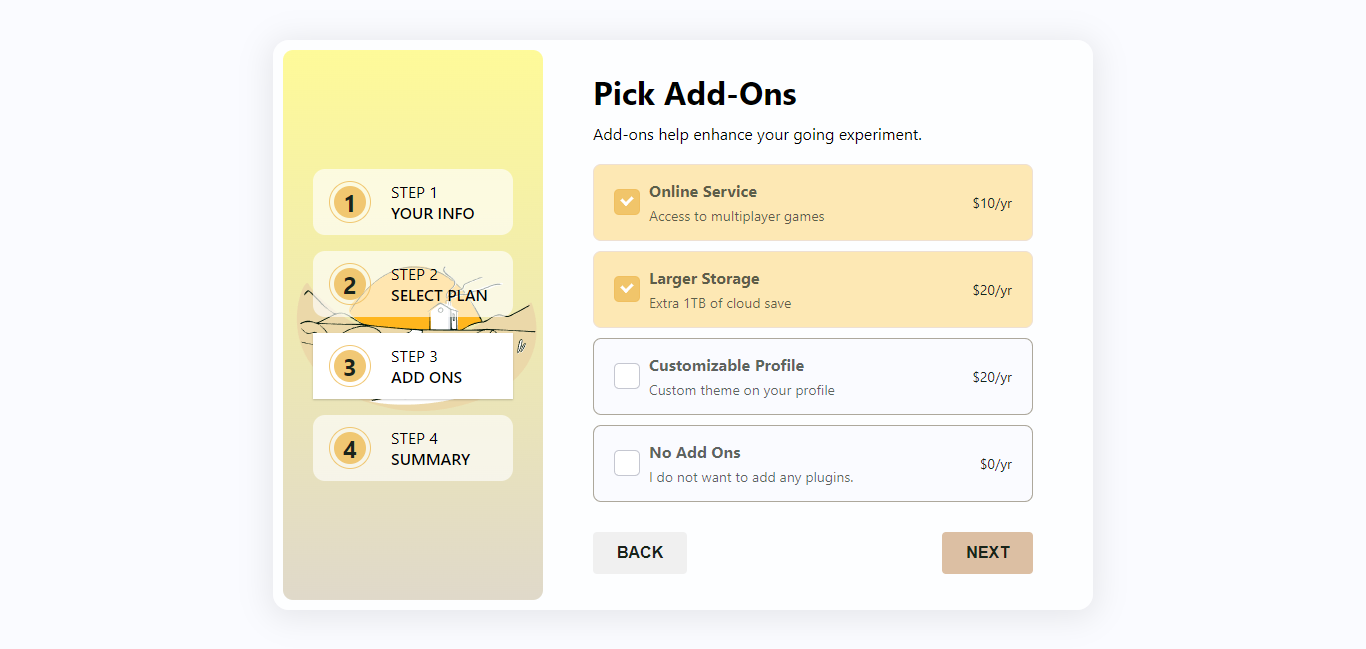 1
STEP 1
YOUR INFO
2
STEP 2
SELECT PLAN
3
STEP 3
ADD ONS
4
STEP 4
SUMMARY
Pick Add-Ons
Add-ons help enhance your going experiment.
Online Service
Access to multiplayer games
$10/yr
Larger Storage
Extra 1TB of cloud save
$20/yr
Customizable Profile
Custom theme on your profile
$20/yr
No Add Ons
I do not want to add any plugins.
$0/yr
BACK
NEXT